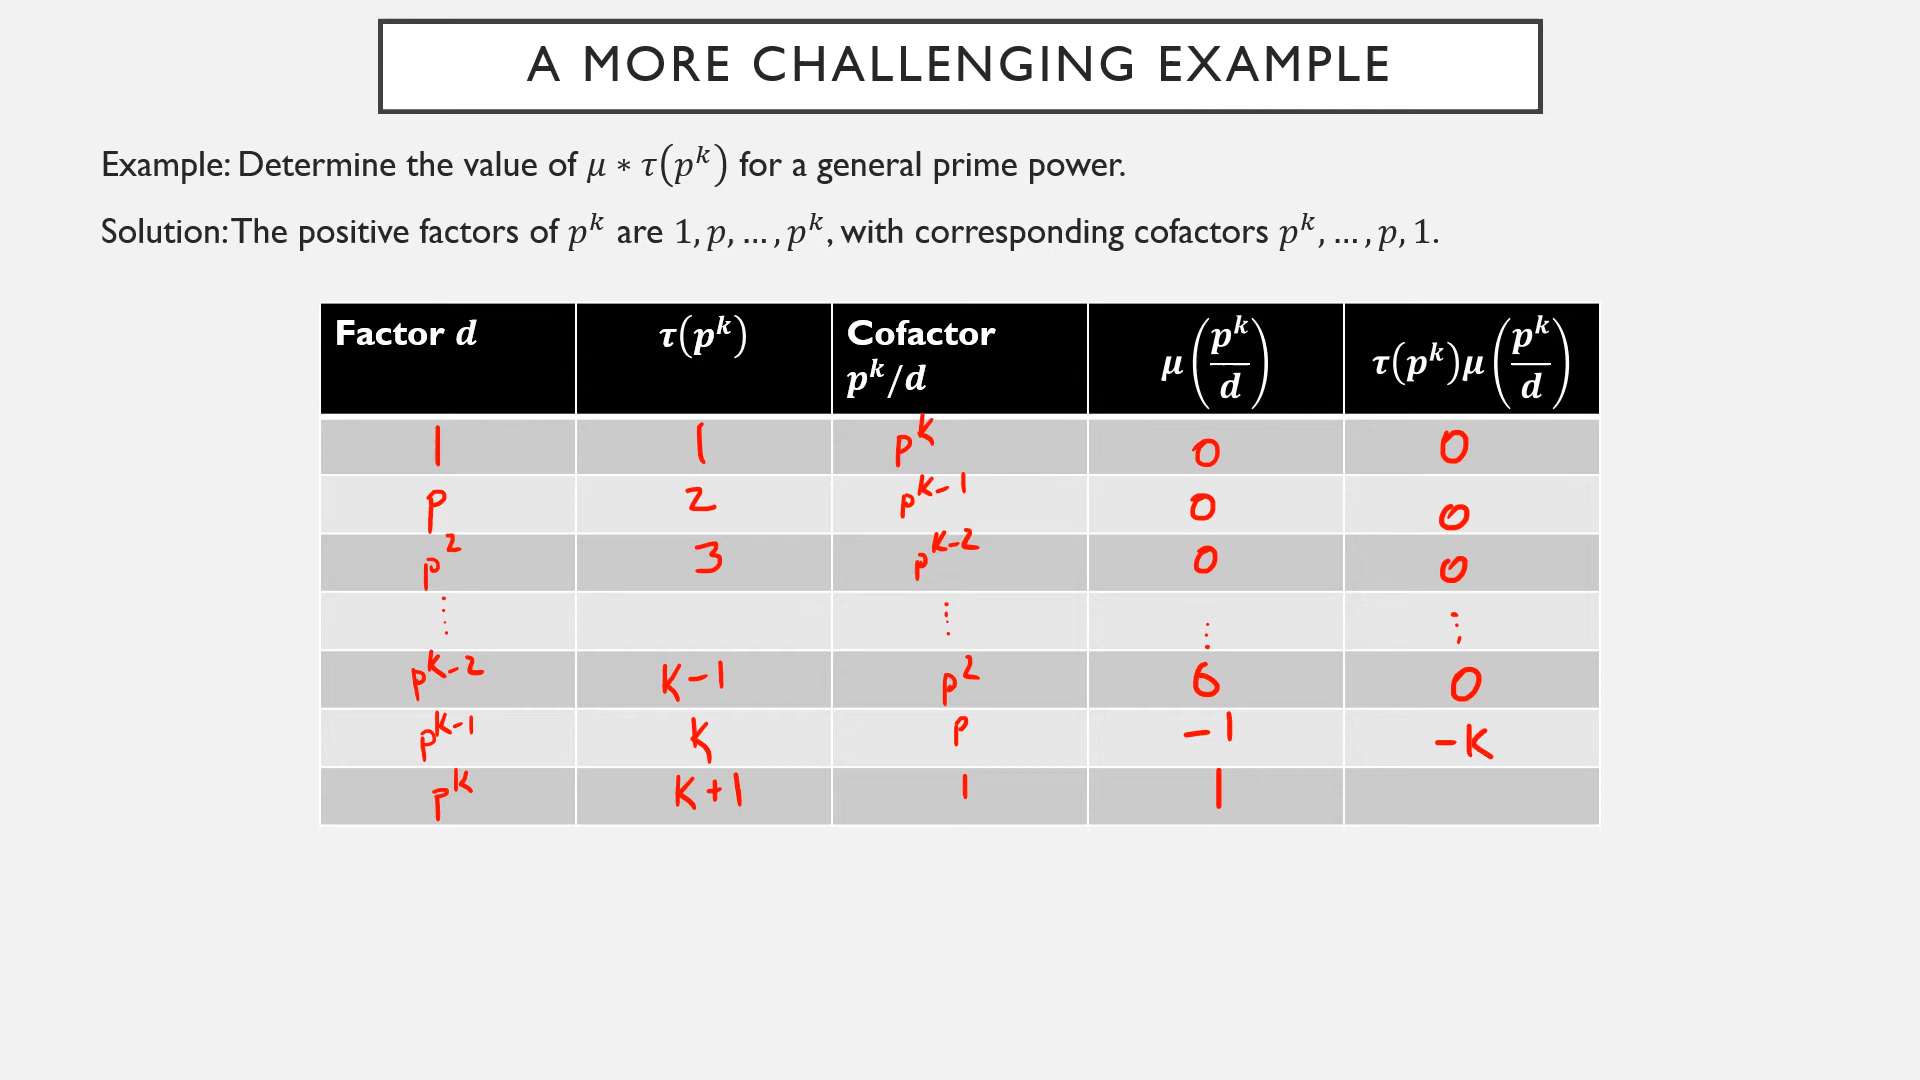 A MORE CHALLENGING EXAMPLE
Example: Determine the value of μ ∗ τ(p^k) for a general prime power.
Solution: The positive factors of p^k are 1, p, …, p^k, with corresponding cofactors p^k, …, p, 1.
Factor d | τ(p^k) | Cofactor p^k/d | μ(p^k/d) | τ(p^k)μ(p^k/d)
1 | 1 | p^k | 0 | 0
p | 2 | p^(k-1) | 0 | 0
p^2 | 3 | p^(k-2) | 0 | 0
⋮ | | ⋮ | ⋮ | ⋮
p^(k-2) | k-1 | p^2 | 0 | 0
p^(k-1) | k | p | -1 | -k
p^k | k+1 | 1 | 1 |